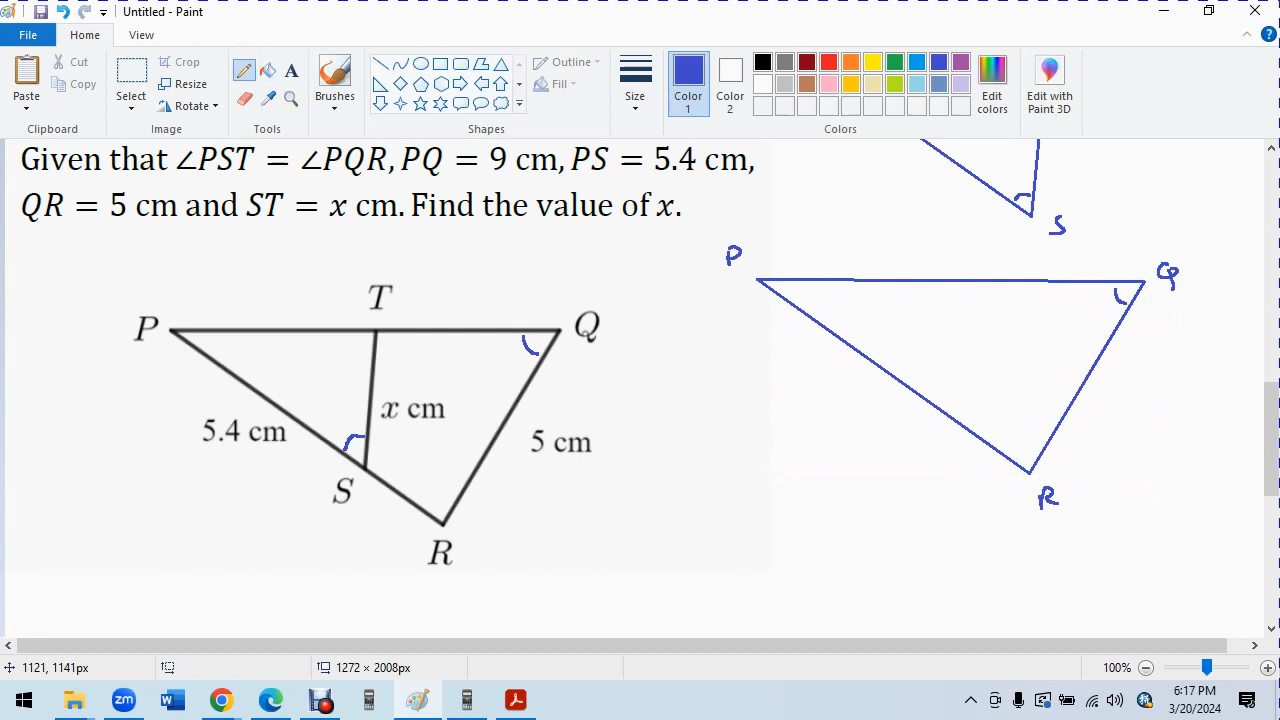 Untitled - Paint
File Home View
Cut
Copy
Paste
Clipboard
Select
Crop
Resize
Rotate
Image
A
Tools
Brushes
Outline
Fill
Shapes
Size
Color 1
Color 2
Edit colors
Edit with Paint 3D
Colors
Given that ∠PST = ∠PQR, PQ = 9 cm, PS = 5.4 cm,
QR = 5 cm and ST = x cm. Find the value of x.
S
P
Q
R
T
P
Q
x cm
5.4 cm
5 cm
S
R
1121, 1141px
1272 × 2008px
100%
zm
W
6:17 PM
3/20/2024